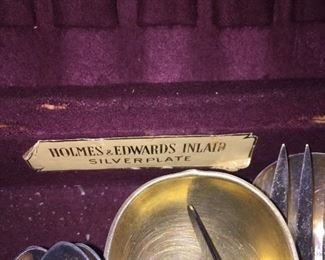 HOLMES & EDWARDS INLAID
SILVERPLATE